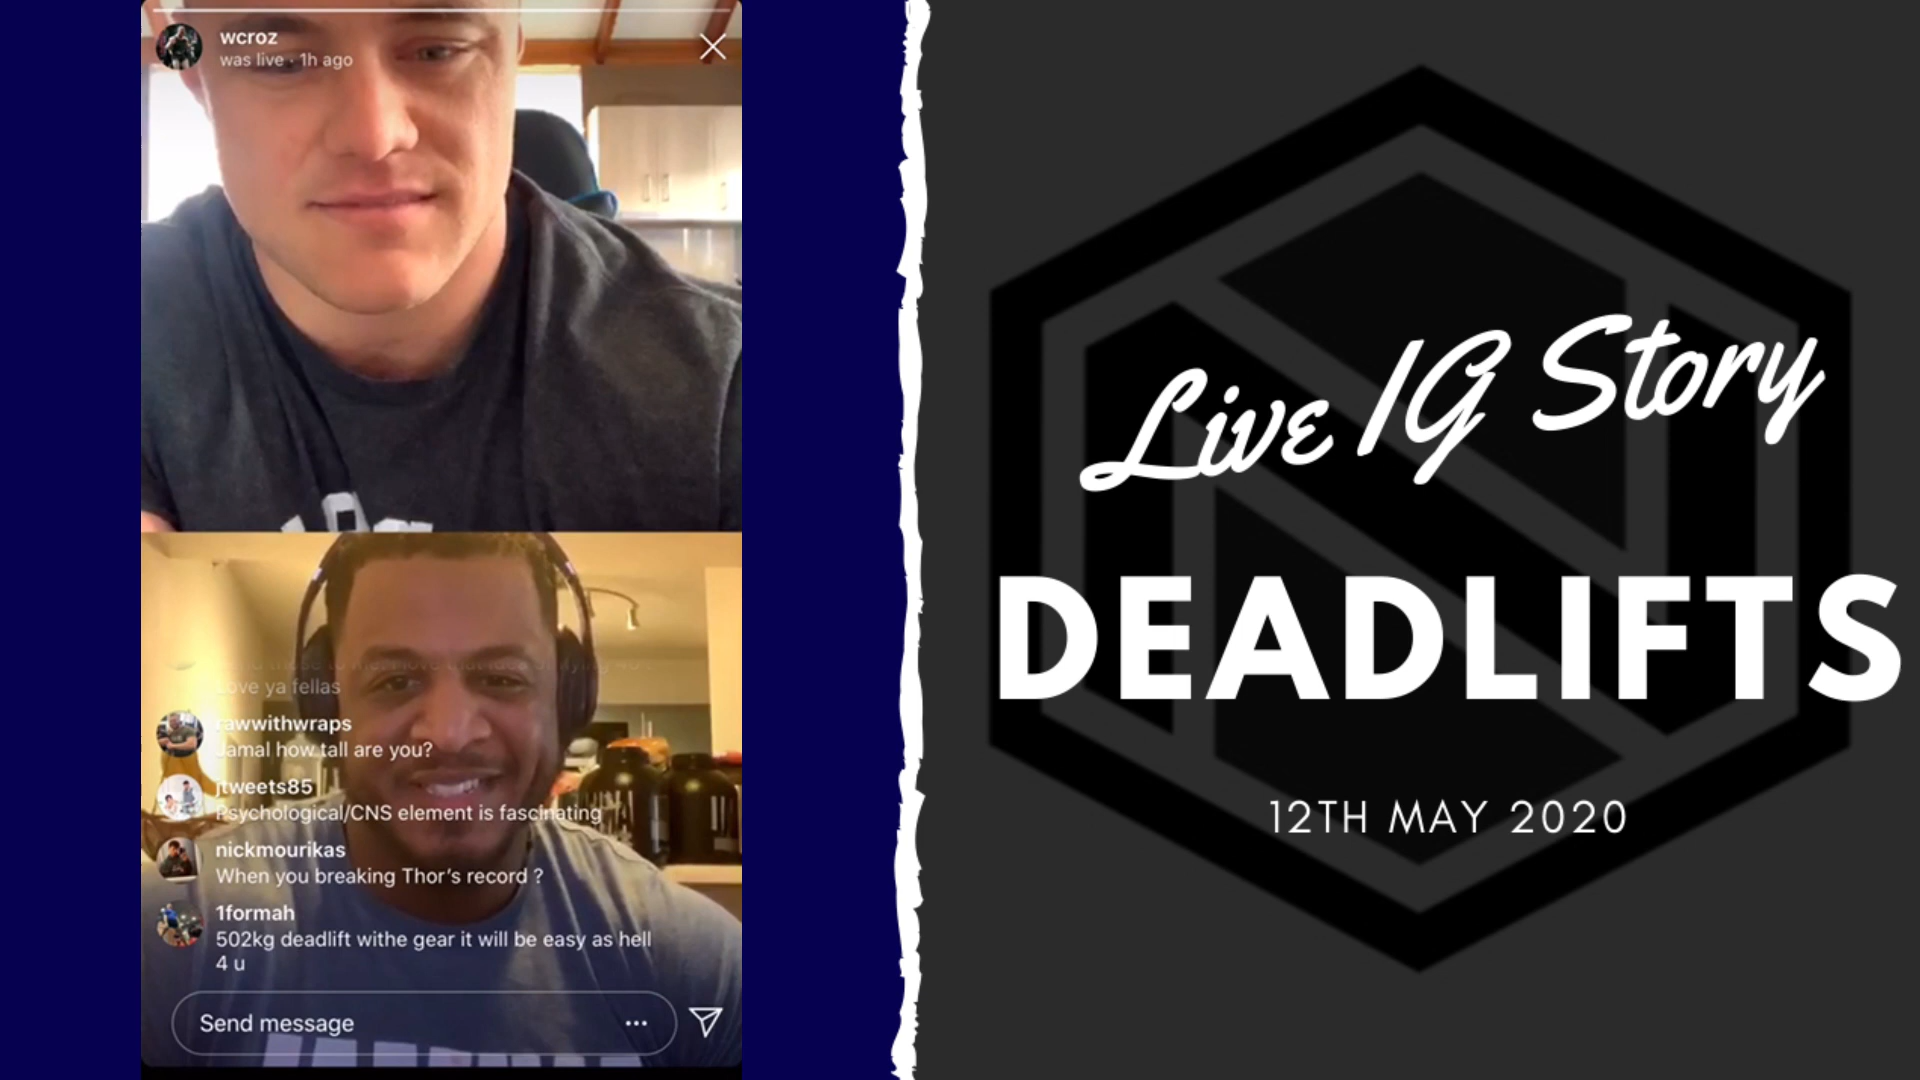 wcroz
was live · 1h ago
Love ya fellas
rawwithwraps
Jamal how tall are you?
jtweets85
Psychological/CNS element is fascinating
nickmourikas
When you breaking Thor's record ?
1formah
502kg deadlift withe gear it will be easy as hell
4 u
Send message
Live IG Story
DEADLIFTS
12TH MAY 2020